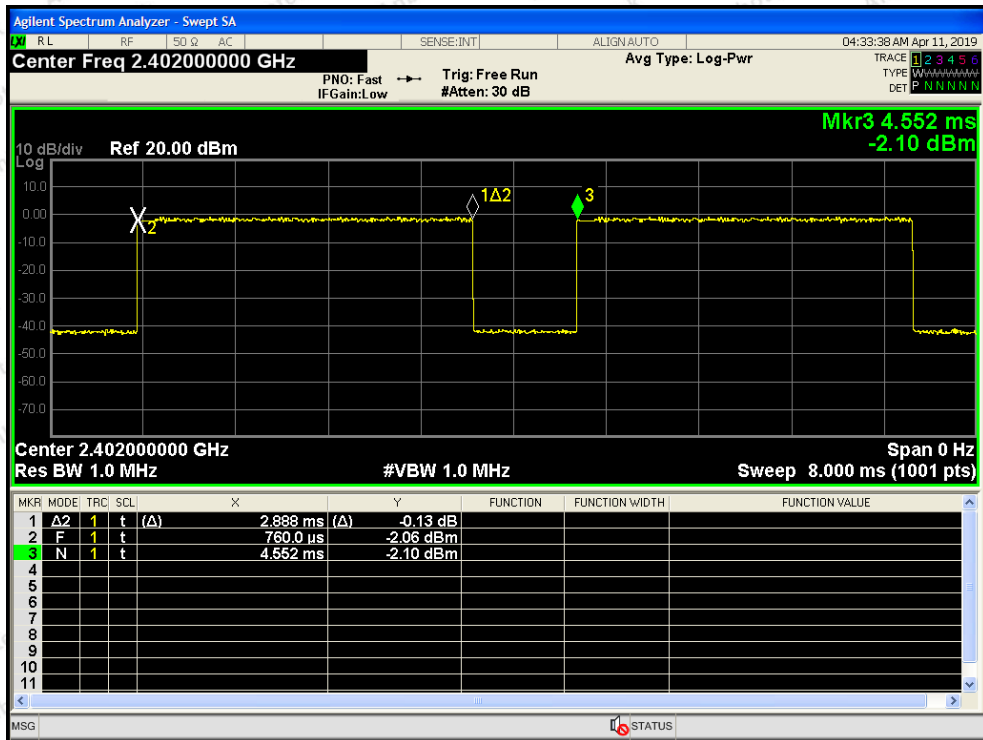 Agilent Spectrum Analyzer - Swept SA
LXI RL RF 50 Ω AC SENSE:INT ALIGNAUTO 04:33:38 AM Apr 11, 2019
Center Freq 2.402000000 GHz Avg Type: Log-Pwr TRACE 1 2 3 4 5 6
PNO: Fast Trig: Free Run TYPE WWWWWWW
IFGain:Low #Atten: 30 dB DET P N N N N N
Mkr3 4.552 ms
10 dB/div Ref 20.00 dBm -2.10 dBm
Log
10.0
1Δ2 3
0.00
2
-10.0
-20.0
-30.0
-40.0
-50.0
-60.0
-70.0
Center 2.402000000 GHz Span 0 Hz
Res BW 1.0 MHz #VBW 1.0 MHz Sweep 8.000 ms (1001 pts)
MKR MODE TRC SCL X Y FUNCTION FUNCTION WIDTH FUNCTION VALUE
1 Δ2 1 t (Δ) 2.888 ms (Δ) -0.13 dB
2 F 1 t 760.0 µs -2.06 dBm
3 N 1 t 4.552 ms -2.10 dBm
4
5
6
7
8
9
10
11
MSG STATUS